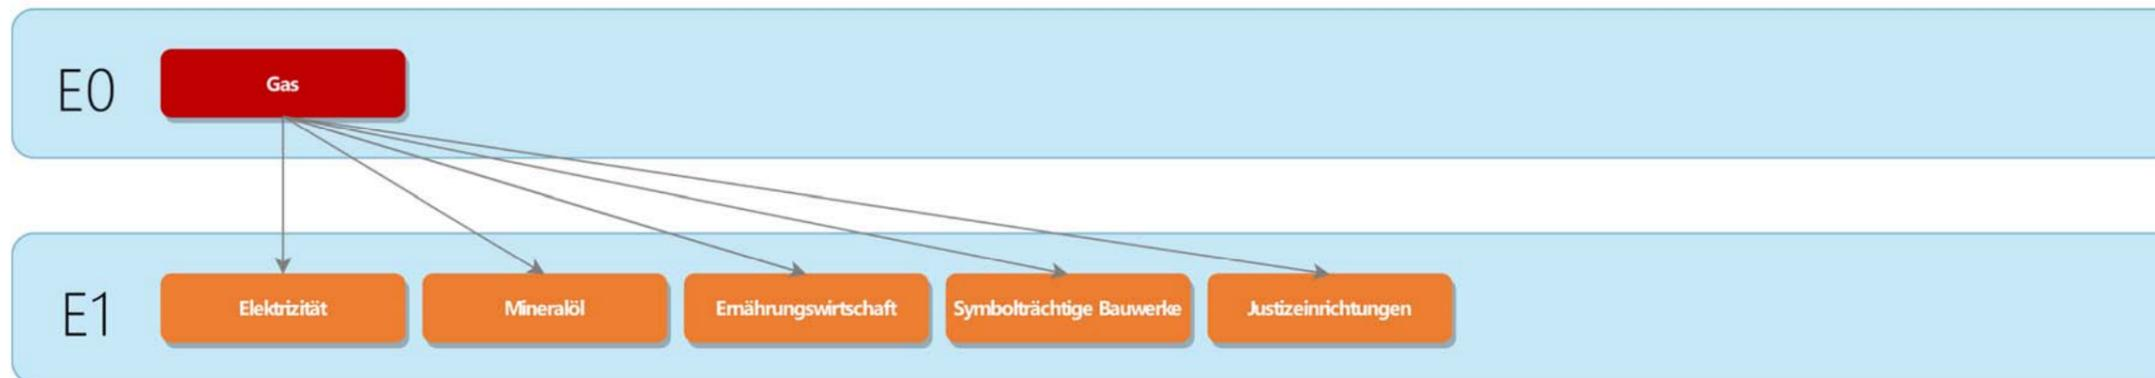 E0
Gas
E1
Elektrizität
Mineralöl
Ernährungswirtschaft
Symbolträchtige Bauwerke
Justizeinrichtungen